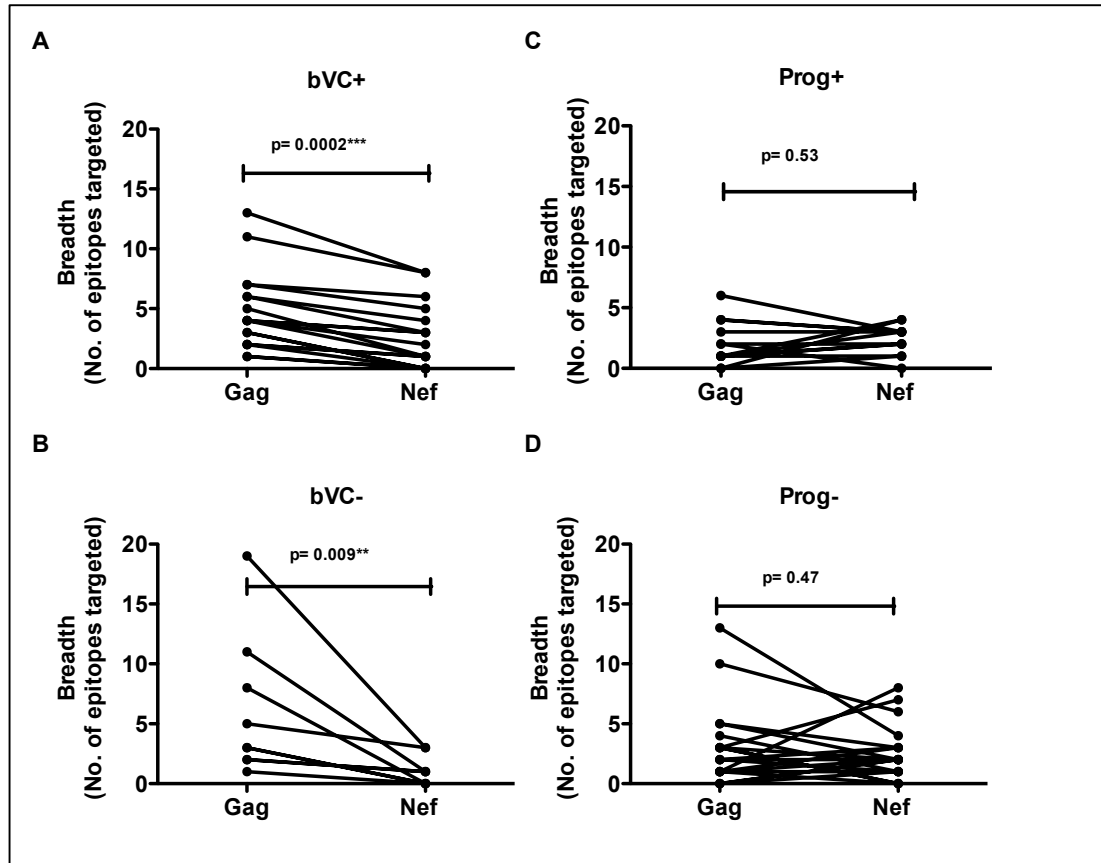 A
bVC+
p= 0.0002***
Breadth
(No. of epitopes targeted)
20
15
10
5
0
Gag
Nef
C
Prog+
p= 0.53
Breadth
(No. of epitopes targeted)
20
15
10
5
0
Gag
Nef
B
bVC-
p= 0.009**
Breadth
(No. of epitopes targeted)
20
15
10
5
0
Gag
Nef
D
Prog-
p= 0.47
Breadth
(No. of epitopes targeted)
20
15
10
5
0
Gag
Nef